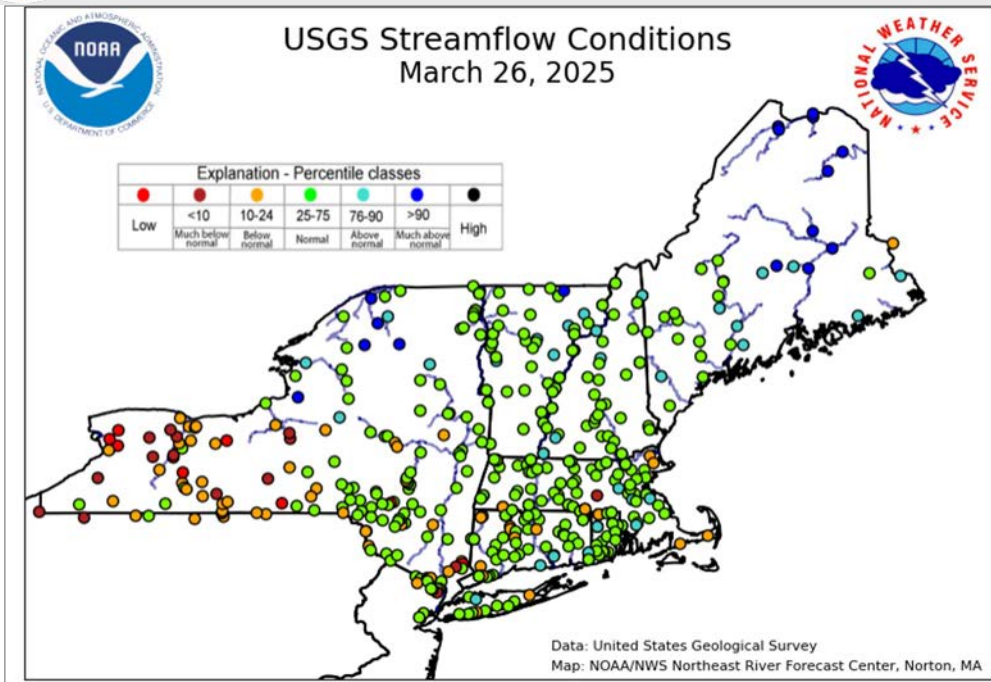 NATIONAL OCEANIC AND ATMOSPHERIC ADMINISTRATION
NOAA
U.S. DEPARTMENT OF COMMERCE
USGS Streamflow Conditions
March 26, 2025
NATIONAL WEATHER SERVICE
Explanation - Percentile classes
<10 10-24 25-75 76-90 >90
Low High
Much below normal Below normal Normal Above normal Much above normal
Data: United States Geological Survey
Map: NOAA/NWS Northeast River Forecast Center, Norton, MA